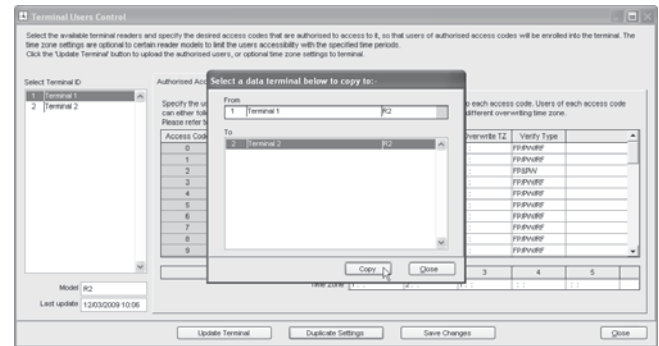 Terminal Users Control
Select the available terminal readers and specify the desired access codes that are authorised to access to it, so that users of authorised access codes will be enrolled into the terminal. The
time zone settings are optional to certain reader models to limit the users accessibility with the specified time periods.
Click the 'Update Terminal' button to upload the authorised users, or optional time zone settings to terminal.
Select Terminal ID
1 Terminal 1
2 Terminal 2
Model R2
Last update 12/03/2009 10:06
Authorised Acc
Specify the us
can either foll
Please refer t
o each access code. Users of each access code
different overwriting time zone.
Access Code
Overwrite TZ Verify Type
0 : : FP/PW/RF
1 : : FP/PW/RF
2 : : FP&PW
3 : : FP/PW/RF
4 : : FP/PW/RF
5 : : FP/PW/RF
6 : : FP/PW/RF
7 : : FP/PW/RF
8 : : FP/PW/RF
9 : : FP/PW/RF
3 4 5
Time Zone 1 : : 2 : : 1 : : : : : :
Select a data terminal below to copy to:-
From
1 Terminal 1 R2
To
2 Terminal 2 R2
Copy Close
Update Terminal Duplicate Settings Save Changes Close